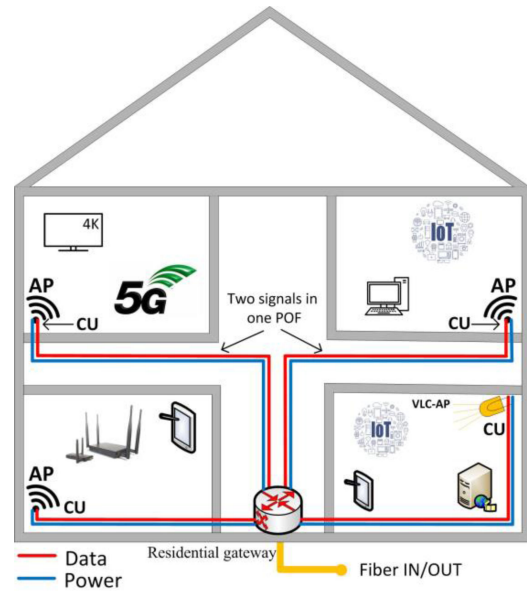 4K
IoT
AP
5G
AP
CU
Two signals in
one POF
CU
VLC-AP
IoT
CU
AP
CU
Data
Residential gateway
Power
Fiber IN/OUT